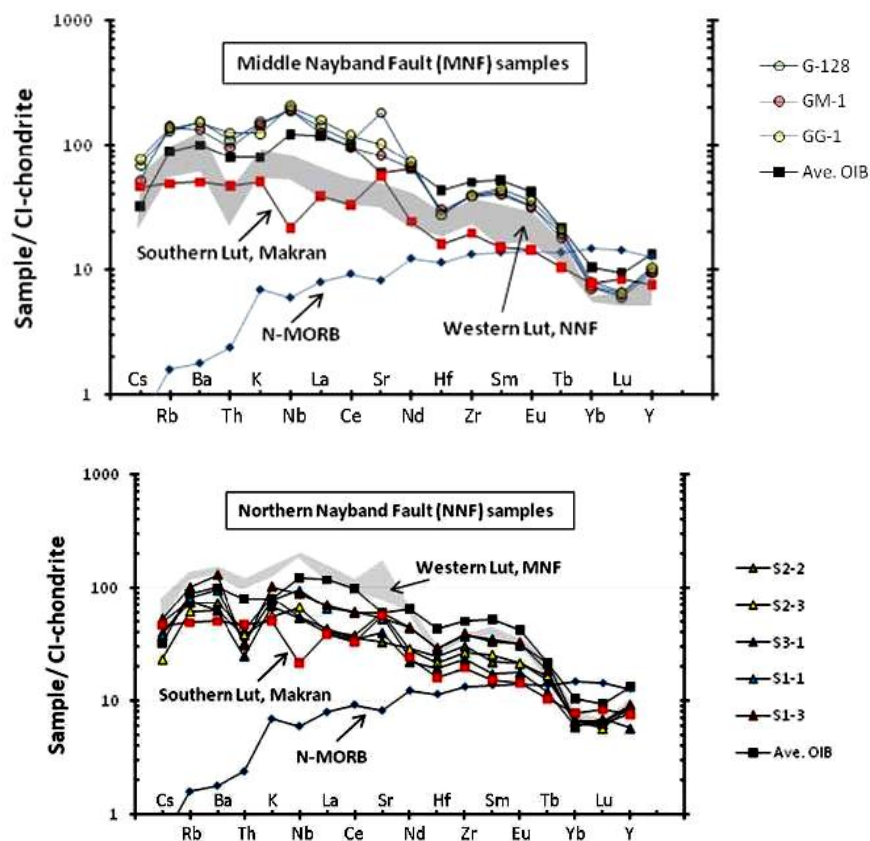 1000
Middle Nayband Fault (MNF) samples
G-128
GM-1
GG-1
Ave. OIB
100
Southern Lut, Makran
10
Western Lut, NNF
N-MORB
1
Sample/ CI-chondrite
Cs Ba K La Sr Hf Sm Tb Lu
Rb Th Nb Ce Nd Zr Eu Yb Y
1000
Northern Nayband Fault (NNF) samples
Western Lut, MNF
100
S2-2
S2-3
S3-1
S1-1
S1-3
Ave. OIB
Southern Lut, Makran
10
N-MORB
1
Sample/ CI-chondrite
Cs Ba K La Sr Hf Sm Tb Lu
Rb Th Nb Ce Nd Zr Eu Yb Y